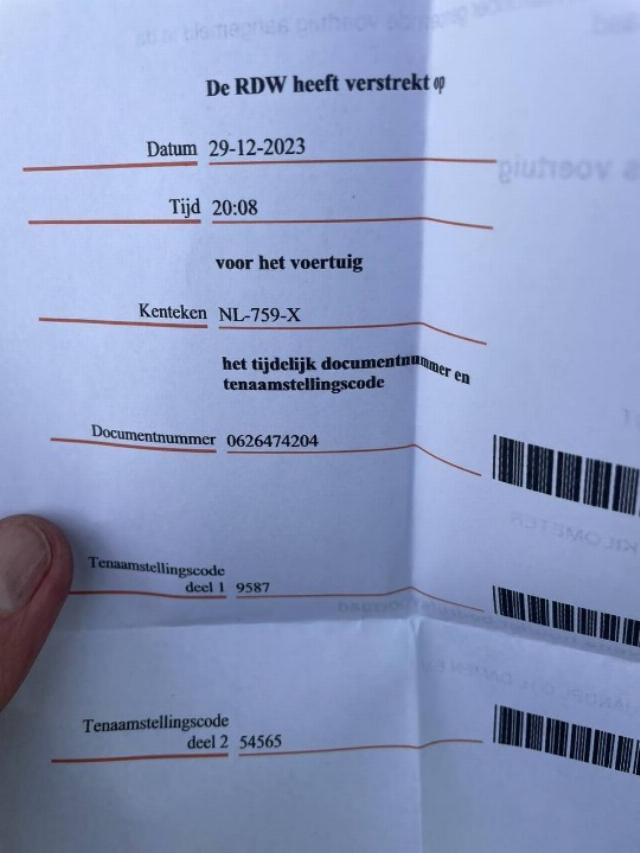 De RDW heeft verstrekt op
Datum 29-12-2023
Tijd 20:08
voor het voertuig
Kenteken NL-759-X
het tijdelijk documentnummer en
tenaamstellingscode
Documentnummer 0626474204
Tenaamstellingscode
deel 1 9587
Tenaamstellingscode
deel 2 54565